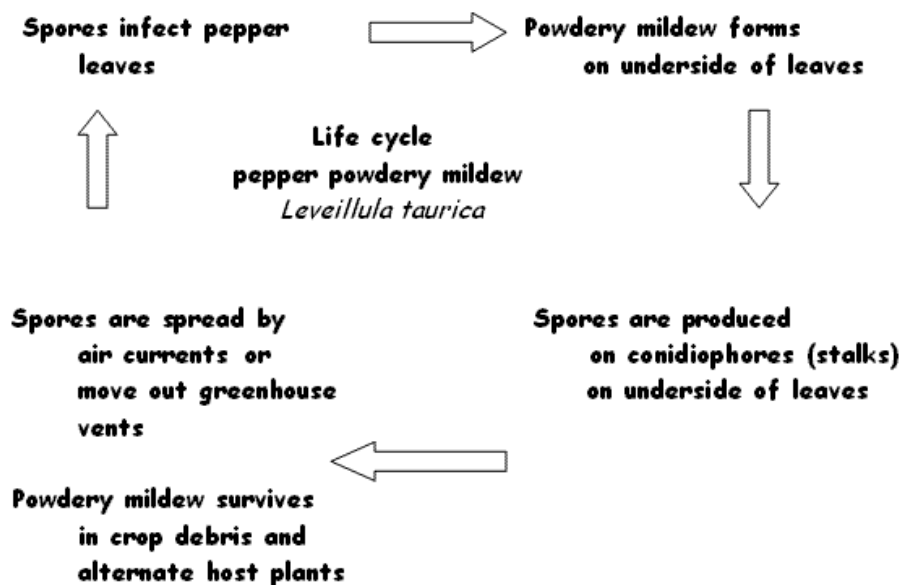 Spores infect pepper
leaves
Powdery mildew forms
on underside of leaves
Life cycle
pepper powdery mildew
Leveillula taurica
Spores are produced
on conidiophores (stalks)
on underside of leaves
Spores are spread by
air currents or
move out greenhouse
vents
Powdery mildew survives
in crop debris and
alternate host plants